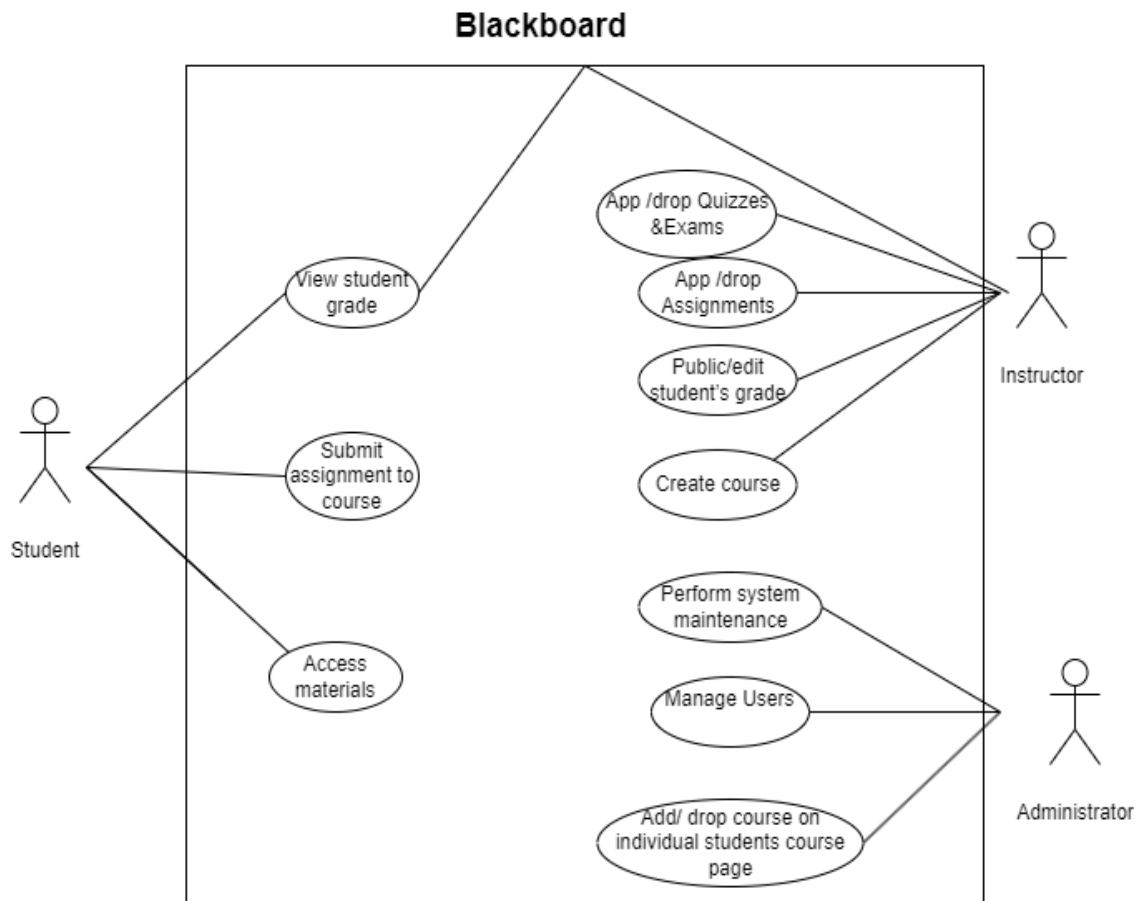 Blackboard
App /drop Quizzes
&Exams
View student
grade
App /drop
Assignments
Public/edit
student's grade
Instructor
Submit
assignment to
course
Create course
Student
Perform system
maintenance
Access
materials
Manage Users
Add/ drop course on
individual students course
page
Administrator